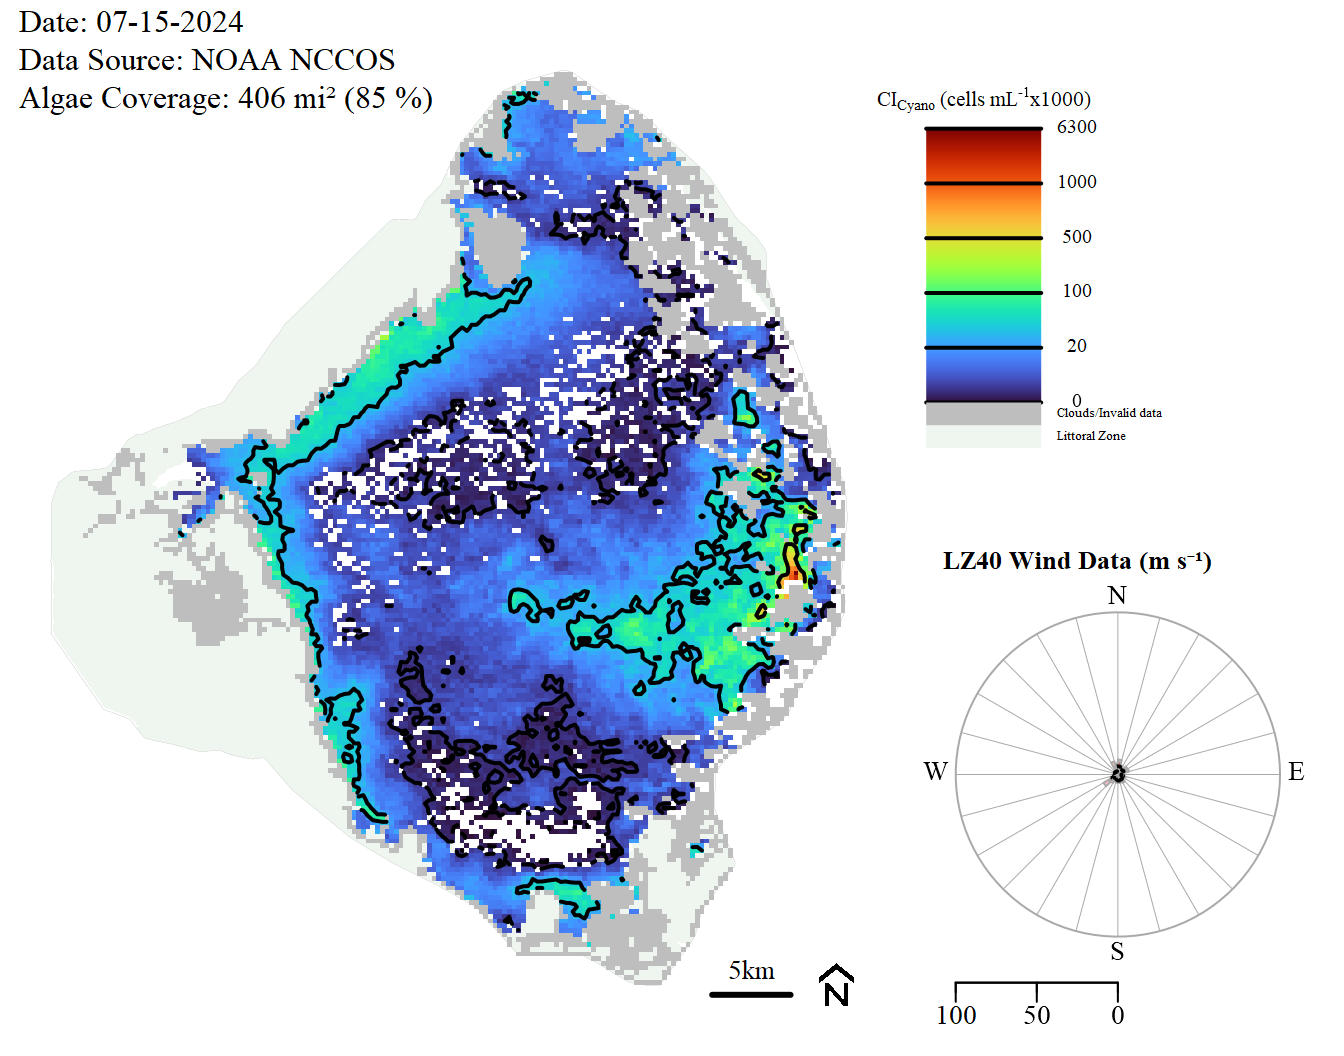 Date: 07-15-2024
Data Source: NOAA NCCOS
Algae Coverage: 406 mi² (85 %)
CICyano (cells mL-1x1000)
6300
1000
500
100
20
0
Clouds/Invalid data
Littoral Zone
LZ40 Wind Data (m s⁻¹)
N
W
E
S
5km
N
100 50 0